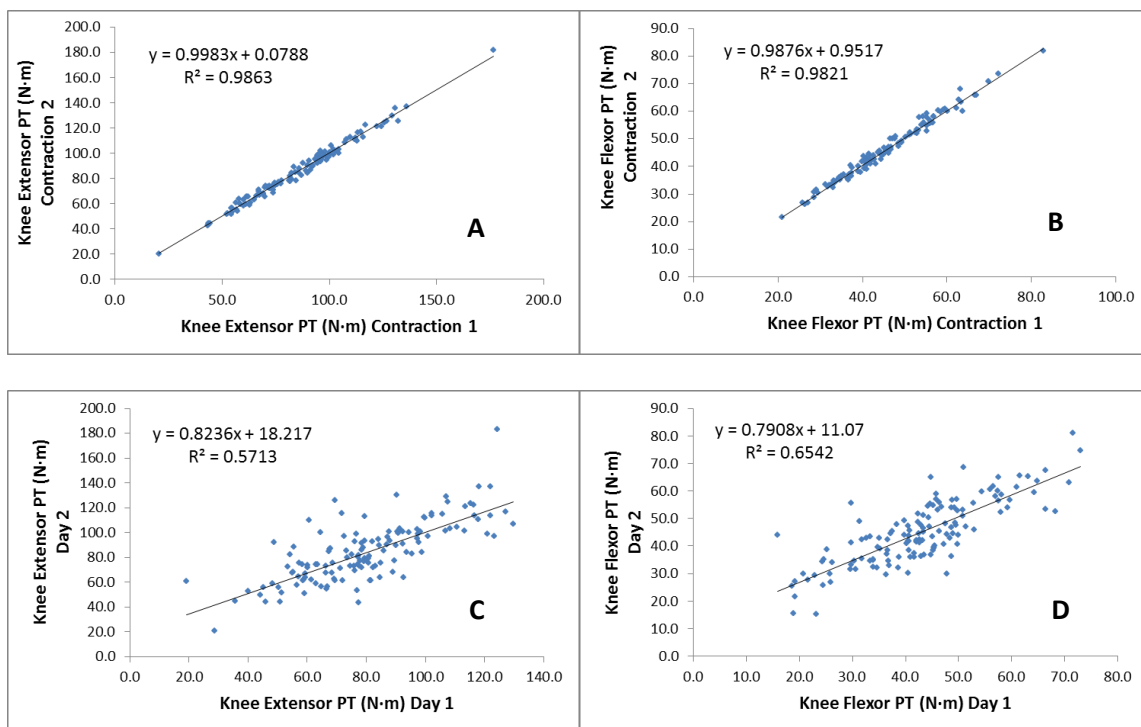 200.0
180.0
160.0
140.0
120.0
100.0
80.0
60.0
40.0
20.0
0.0
0.0 50.0 100.0 150.0 200.0
Knee Extensor PT (N·m)
Contraction 2
y = 0.9983x + 0.0788
R² = 0.9863
A
Knee Extensor PT (N·m) Contraction 1
90.0
80.0
70.0
60.0
50.0
40.0
30.0
20.0
10.0
0.0
0.0 20.0 40.0 60.0 80.0 100.0
Knee Flexor PT (N·m)
Contraction 2
y = 0.9876x + 0.9517
R² = 0.9821
B
Knee Flexor PT (N·m) Contraction 1
200.0
180.0
160.0
140.0
120.0
100.0
80.0
60.0
40.0
20.0
0.0
0.0 20.0 40.0 60.0 80.0 100.0 120.0 140.0
Knee Extensor PT (N·m)
Day 2
y = 0.8236x + 18.217
R² = 0.5713
C
Knee Extensor PT (N·m) Day 1
90.0
80.0
70.0
60.0
50.0
40.0
30.0
20.0
10.0
0.0
0.0 10.0 20.0 30.0 40.0 50.0 60.0 70.0 80.0
Knee Flexor PT (N·m)
Day 2
y = 0.7908x + 11.07
R² = 0.6542
D
Knee Flexor PT (N·m) Day 1